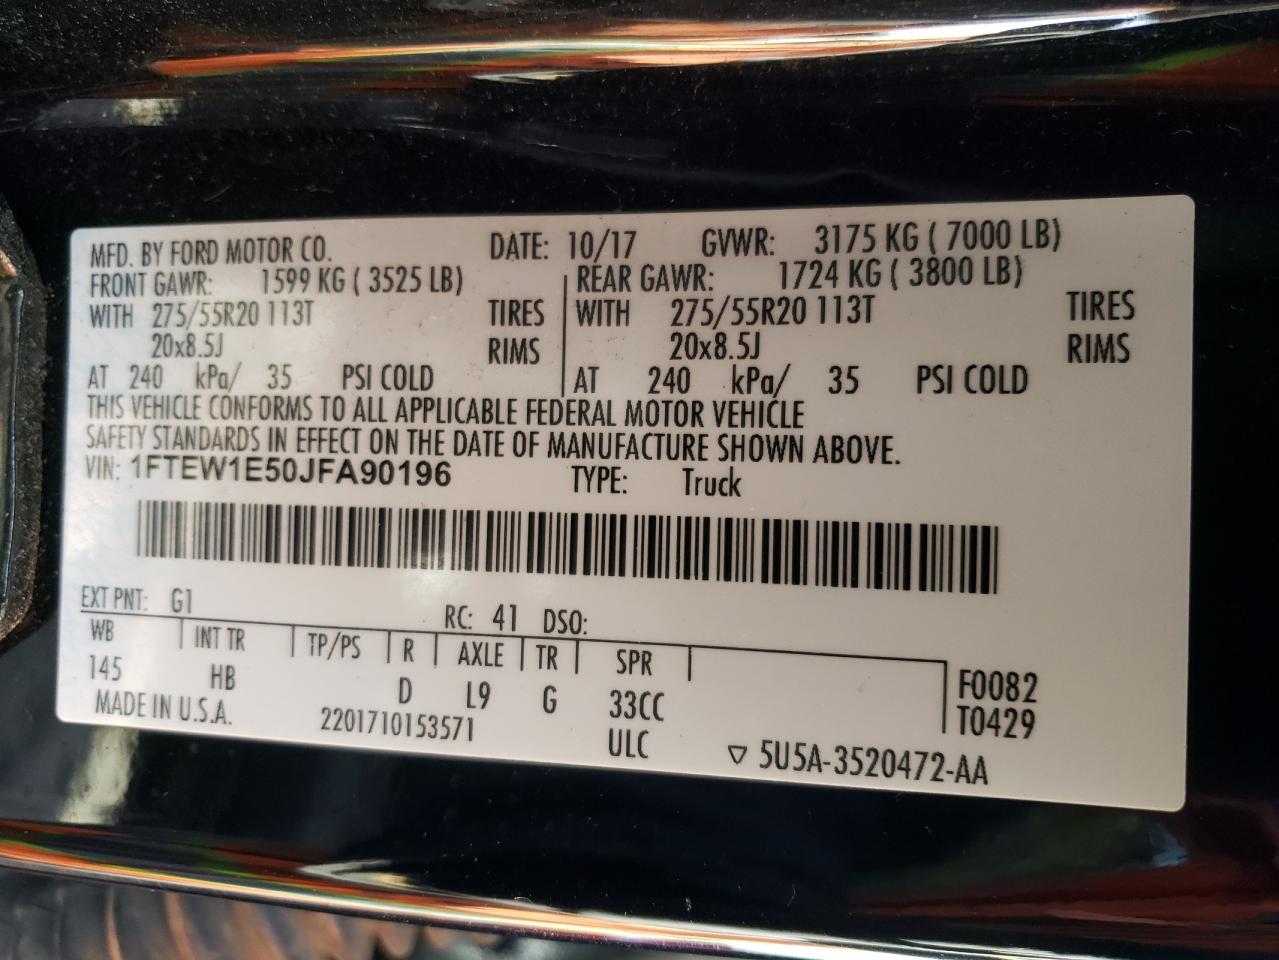 MFD. BY FORD MOTOR CO. DATE: 10/17 GVWR: 3175 KG ( 7000 LB)
FRONT GAWR: 1599 KG ( 3525 LB) REAR GAWR: 1724 KG ( 3800 LB)
WITH 275/55R20 113T TIRES WITH 275/55R20 113T TIRES
20x8.5J RIMS 20x8.5J RIMS
AT 240 kPa/ 35 PSI COLD AT 240 kPa/ 35 PSI COLD
THIS VEHICLE CONFORMS TO ALL APPLICABLE FEDERAL MOTOR VEHICLE
SAFETY STANDARDS IN EFFECT ON THE DATE OF MANUFACTURE SHOWN ABOVE.
VIN: 1FTEW1E50JFA90196 TYPE: Truck
EXT PNT: G1 RC: 41 DSO:
WB INT TR TP/PS R AXLE TR SPR F0082
145 HB D L9 G 33CC T0429
MADE IN U.S.A. 2201710153571 ULC ▽ 5U5A-3520472-AA